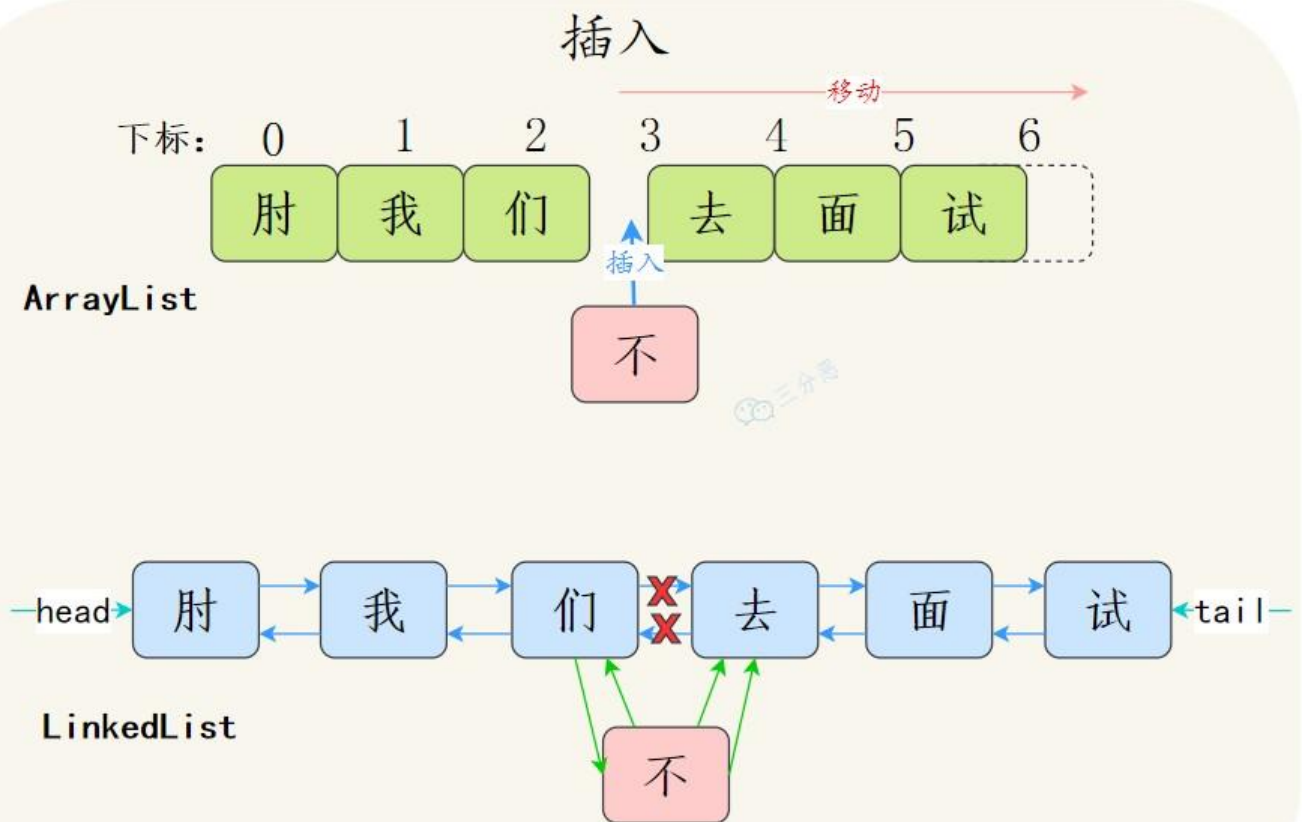 插入
移动
下标： 0 1 2 3 4 5 6
肘 我 们 去 面 试
插入
ArrayList
不
三分恶
head 肘 我 们 去 面 试 tail
X
X
LinkedList
不